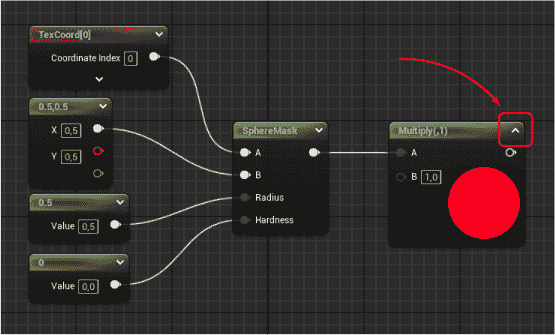 TexCoord[0]
Coordinate Index 0
0.5,0.5
X 0,5
Y 0,5
0.5
Value 0,5
0
Value 0,0
SphereMask
A
B
Radius
Hardness
Multiply(,1)
A
B 1,0